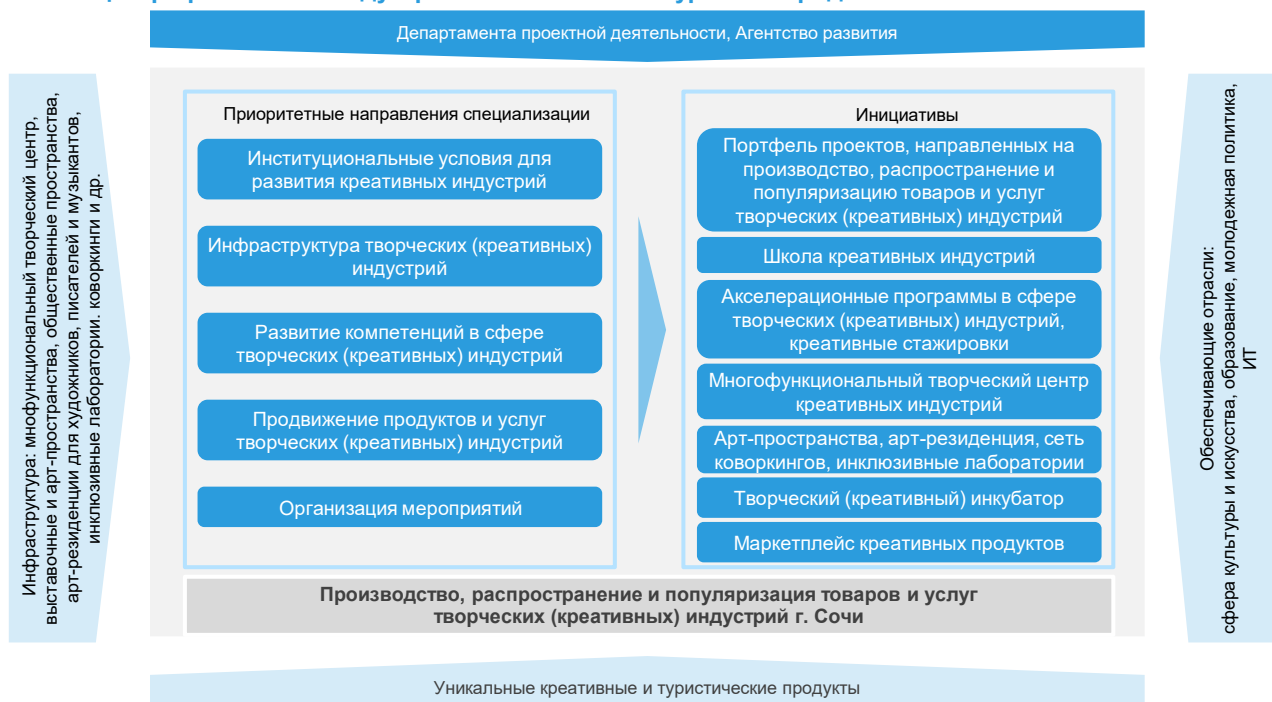 Департамента проектной деятельности, Агентство развития
Инфраструктура: мнофункциональный творческий центр,
выставочные и арт-пространства, общественные пространства,
арт-резиденции для художников, писателей и музыкантов,
инклюзивные лаборатории. коворкинги и др.
Приоритетные направления специализации
Институциональные условия для
развития креативных индустрий
Инфраструктура творческих (креативных)
индустрий
Развитие компетенций в сфере
творческих (креативных) индустрий
Продвижение продуктов и услуг
творческих (креативных) индустрий
Организация мероприятий
Инициативы
Портфель проектов, направленных на
производство, распространение и
популяризацию товаров и услуг
творческих (креативных) индустрий
Школа креативных индустрий
Акселерационные программы в сфере
творческих (креативных) индустрий,
креативные стажировки
Многофункциональный творческий центр
креативных индустрий
Арт-пространства, арт-резиденция, сеть
коворкингов, инклюзивные лаборатории
Творческий (креативный) инкубатор
Маркетплейс креативных продуктов
Обеспечивающие отрасли:
сфера культуры и искусства, образование, молодежная политика,
ИТ
Производство, распространение и популяризация товаров и услуг
творческих (креативных) индустрий г. Сочи
Уникальные креативные и туристические продукты